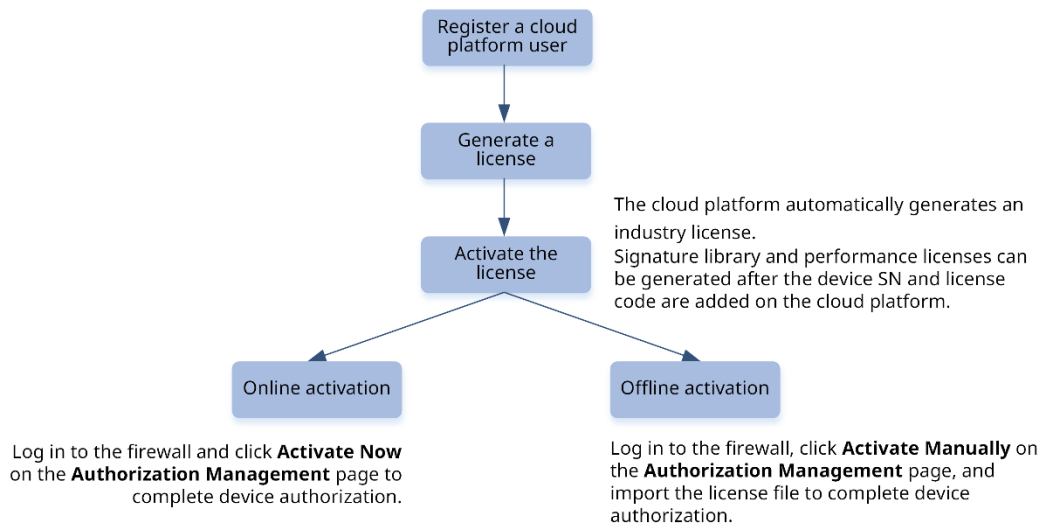 Register a cloud
platform user
Generate a
license
Activate the
license
The cloud platform automatically generates an
industry license.
Signature library and performance licenses can
be generated after the device SN and license
code are added on the cloud platform.
Online activation
Offline activation
Log in to the firewall and click Activate Now
on the Authorization Management page to
complete device authorization.
Log in to the firewall, click Activate Manually on
the Authorization Management page, and
import the license file to complete device
authorization.